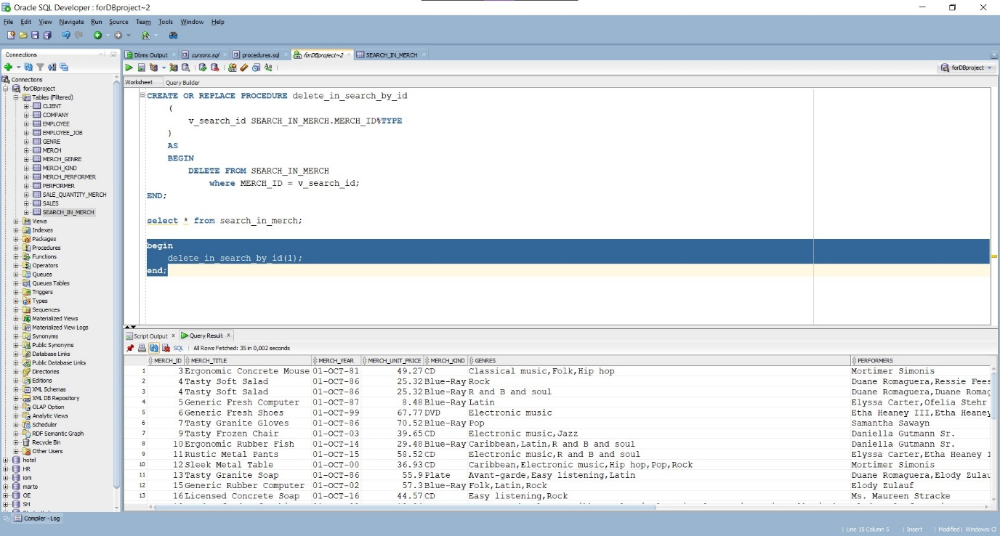 Oracle SQL Developer : forDBproject~2
File Edit View Navigate Run Source Team Tools Window Help
Connections
Dbms Output cursors.sql procedures.sql forDBproject~2 SEARCH_IN_MERCH
forDBproject
Worksheet Query Builder
Connections
forDBproject
Tables (Filtered)
CLIENT
COMPANY
EMPLOYEE
EMPLOYEE_JOB
GENRE
MERCH
MERCH_GENRE
MERCH_KIND
MERCH_PERFORMER
PERFORMER
SALE_QUANTITY_MERCH
SALES
SEARCH_IN_MERCH
Views
Indexes
Packages
Procedures
Functions
Operators
Queues
Queues Tables
Triggers
Types
Sequences
Materialized Views
Materialized View Logs
Synonyms
Public Synonyms
Database Links
Public Database Links
Directories
Editions
XML Schemas
XML DB Repository
OLAP Option
Analytic Views
Scheduler
RDF Semantic Graph
Recycle Bin
Other Users
hotel
HR
ioni
marto
OE
SH
CREATE OR REPLACE PROCEDURE delete_in_search_by_id
(
v_search_id SEARCH_IN_MERCH.MERCH_ID%TYPE
)
AS
BEGIN
DELETE FROM SEARCH_IN_MERCH
where MERCH_ID = v_search_id;
END;
select * from search_in_merch;
begin
delete_in_search_by_id(1);
end;
Script Output x Query Result x
SQL | All Rows Fetched: 35 in 0,002 seconds
MERCH_ID MERCH_TITLE MERCH_YEAR MERCH_UNIT_PRICE MERCH_KIND GENRES PERFORMERS
1 3 Ergonomic Concrete Mouse 01-OCT-81 49.27 CD Classical music,Folk,Hip hop Mortimer Simonis
2 4 Tasty Soft Salad 01-OCT-86 25.32 Blue-Ray Rock Duane Romaguera,Ressie Fees
3 4 Tasty Soft Salad 01-OCT-86 25.32 Blue-Ray R and B and soul Duane Romaguera,Duane Romag
4 5 Generic Fresh Computer 01-OCT-87 8.48 Blue-Ray Latin Elyssa Carter,Ofelia Stehr
5 6 Generic Fresh Shoes 01-OCT-99 67.77 DVD Electronic music Etha Heaney III,Etha Heaney
6 7 Tasty Granite Gloves 01-OCT-86 70.52 Blue-Ray Pop Samantha Sawayn
7 9 Tasty Frozen Chair 01-OCT-03 39.65 CD Electronic music,Jazz Daniella Gutmann Sr.
8 10 Ergonomic Rubber Fish 01-OCT-14 29.48 Blue-Ray Caribbean,Latin,R and B and soul Daniella Gutmann Sr.
9 11 Rustic Metal Pants 01-OCT-15 58.52 CD Electronic music,R and B and soul Elyssa Carter,Etha Heaney I
10 12 Sleek Metal Table 01-OCT-00 36.93 CD Caribbean,Electronic music,Hip hop,Pop,Rock Mortimer Simonis
11 13 Tasty Granite Soap 01-OCT-86 55.9 Plate Avant-garde,Easy listening,Latin Duane Romaguera,Elody Zulau
12 15 Generic Rubber Computer 01-OCT-02 57.3 Blue-Ray Folk,Latin,Rock Elody Zulauf
13 16 Licensed Concrete Soap 01-OCT-16 44.57 CD Easy listening,Rock Ms. Maureen Stracke
Compiler - Log
Line 15 Column 5 | Insert | Modified | Windows: C